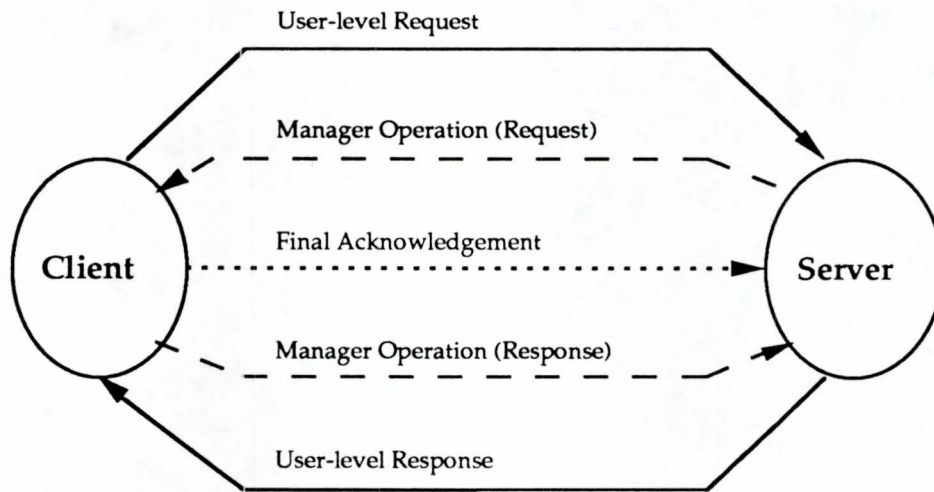 User-level Request
Manager Operation (Request)
Final Acknowledgement
Client
Server
Manager Operation (Response)
User-level Response